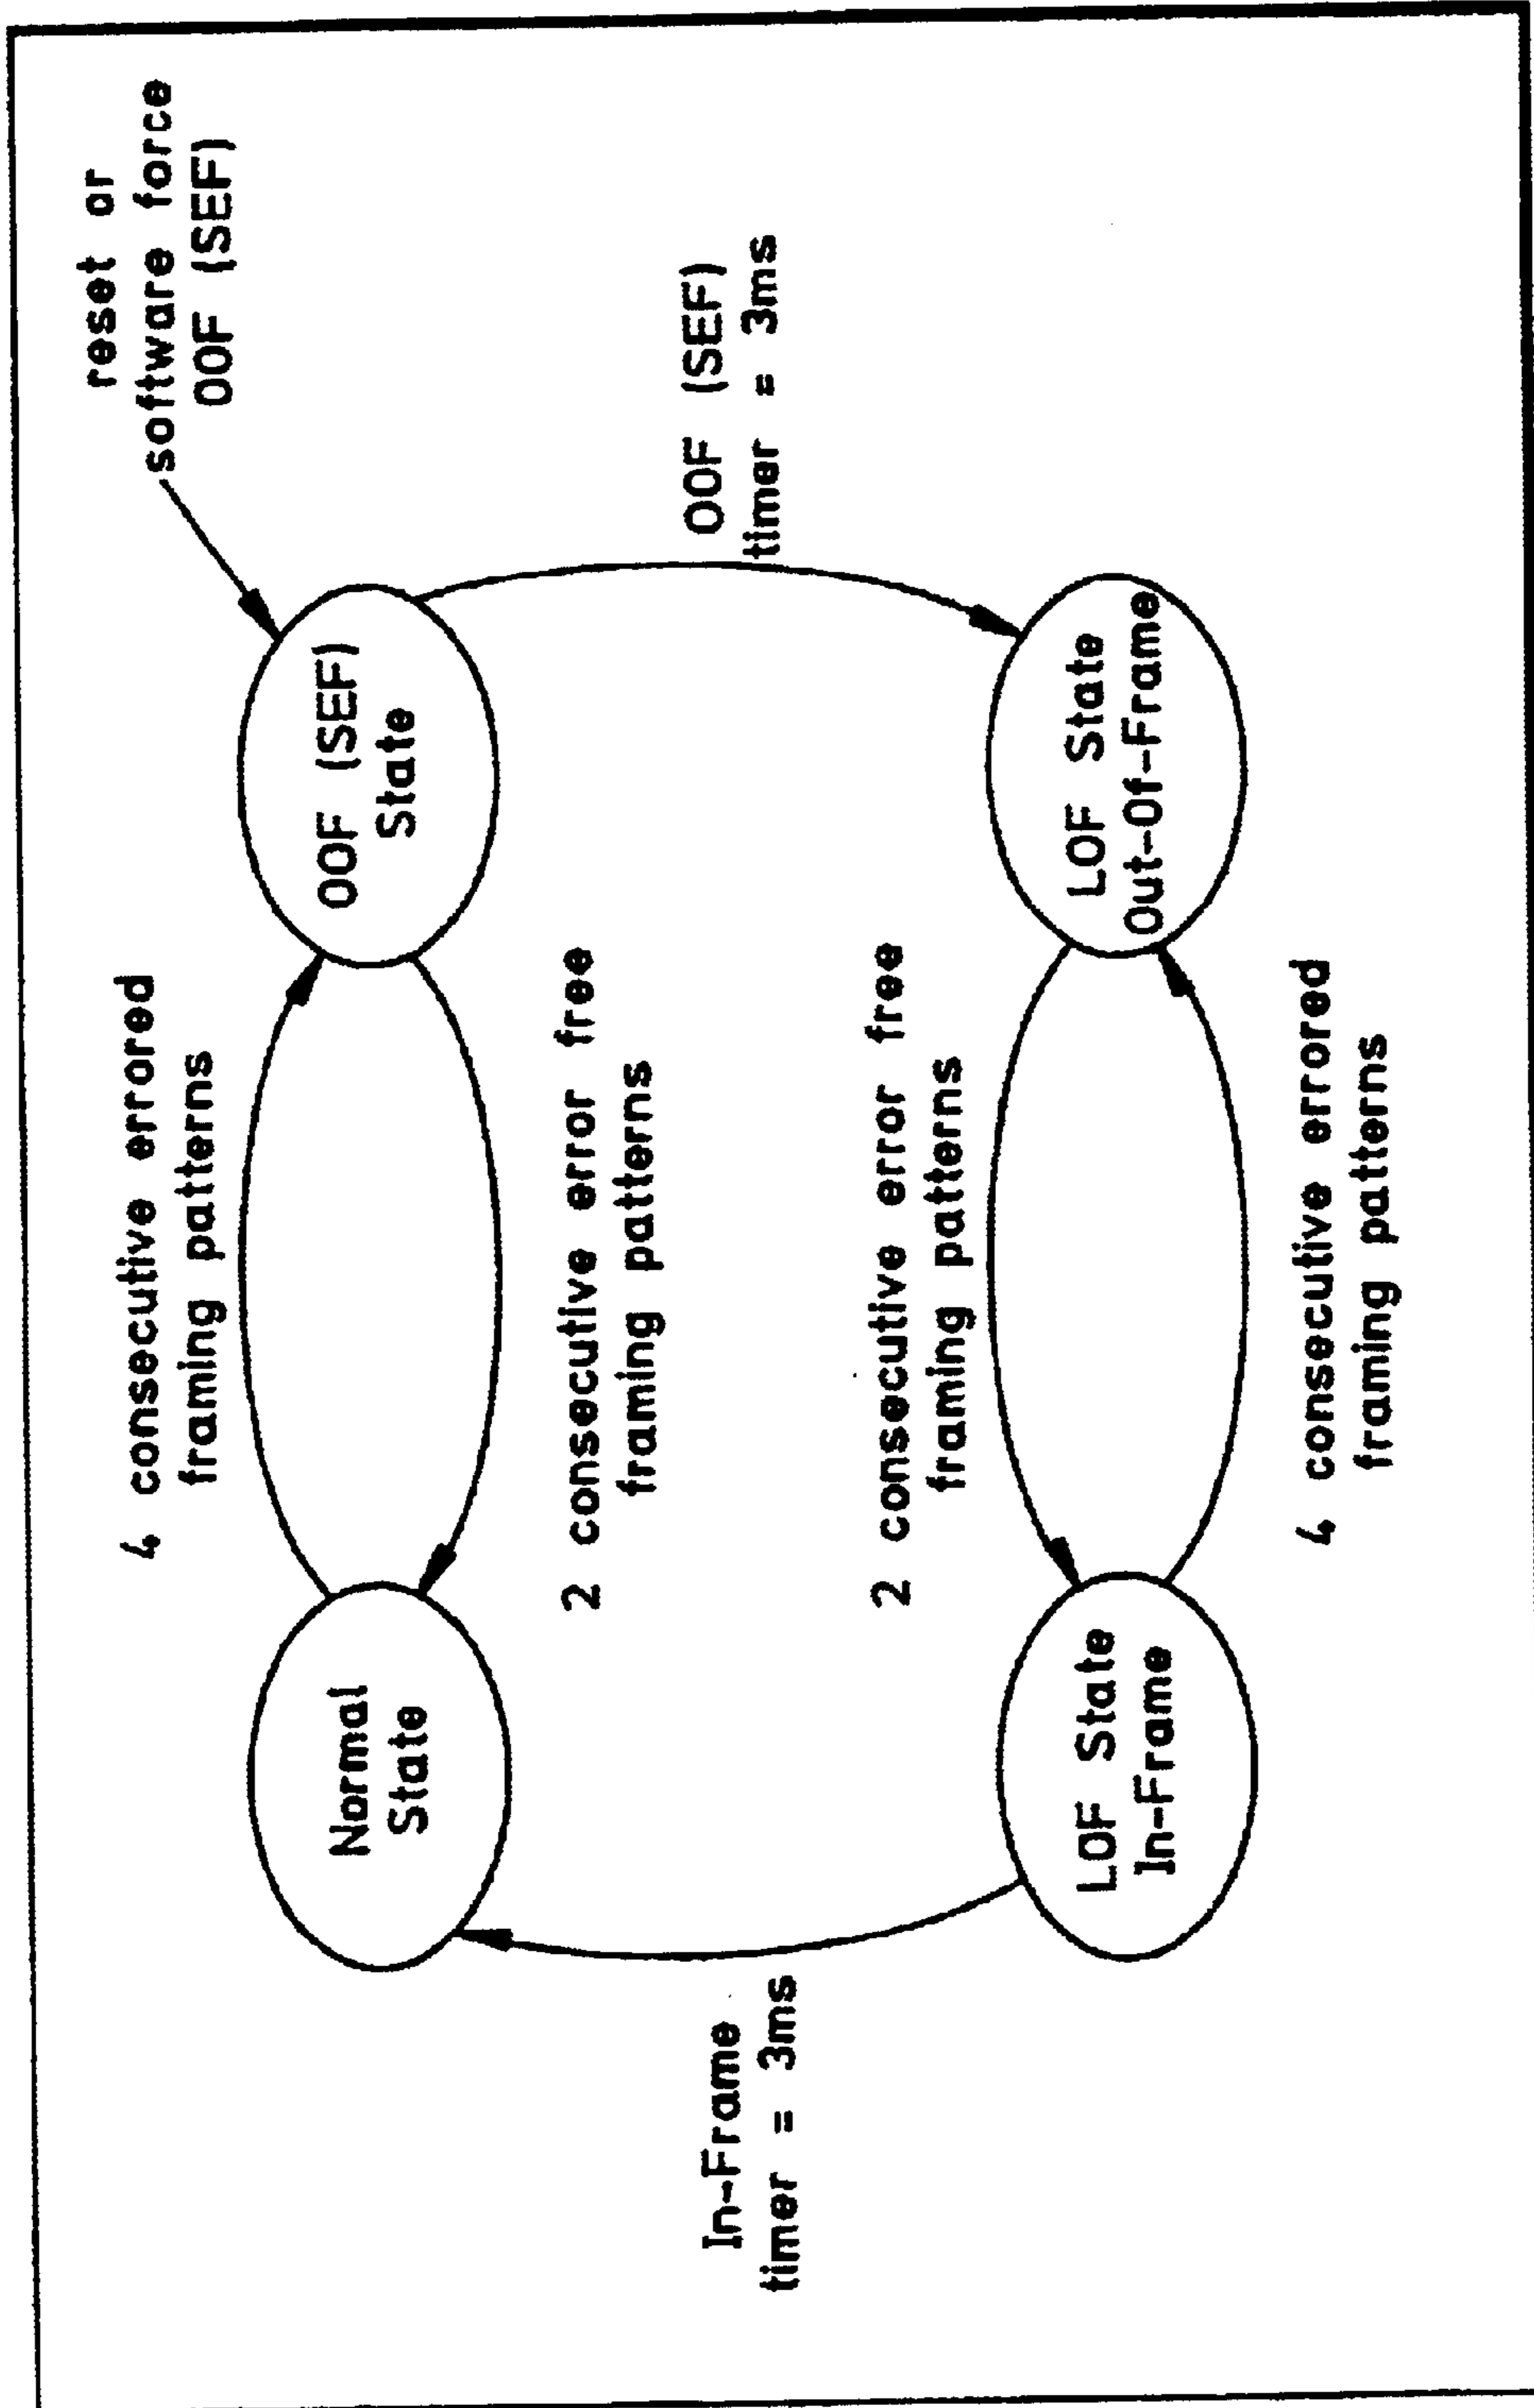 reset or
software force
OOF (SEF)
4 consecutive errored
framing patterns
Normal
State
OOF (SEF)
State
2 consecutive error free
framing patterns
In-Frame
timer = 3ms
OOF (SEF)
timer = 3ms
2 consecutive error free
framing patterns
LOF State
In-Frame
LOF State
Out-Of-Frame
4 consecutive errored
framing patterns